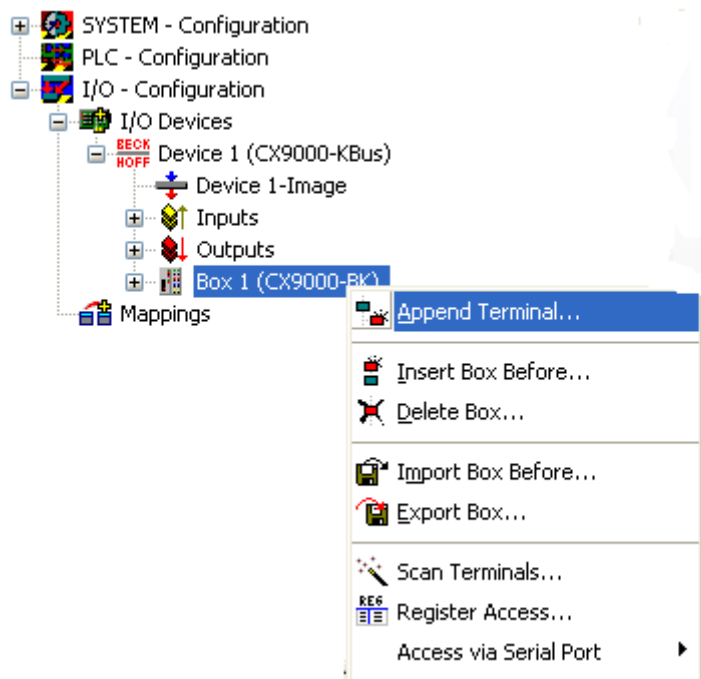 SYSTEM - Configuration
PLC - Configuration
I/O - Configuration
I/O Devices
BECK
HOFF
Device 1 (CX9000-KBus)
Device 1-Image
Inputs
Outputs
Box 1 (CX9000-BK)
Mappings
Append Terminal...
Insert Box Before...
Delete Box...
Import Box Before...
Export Box...
Scan Terminals...
REG
Register Access...
Access via Serial Port